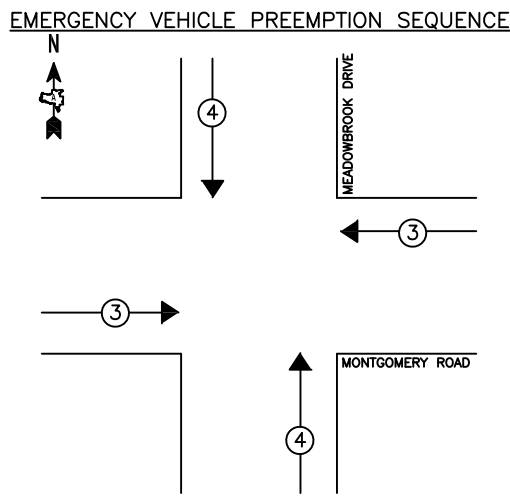 EMERGENCY VEHICLE PREEMPTION SEQUENCE
N
4
MEADOWBROOK DRIVE
3
3
MONTGOMERY ROAD
4